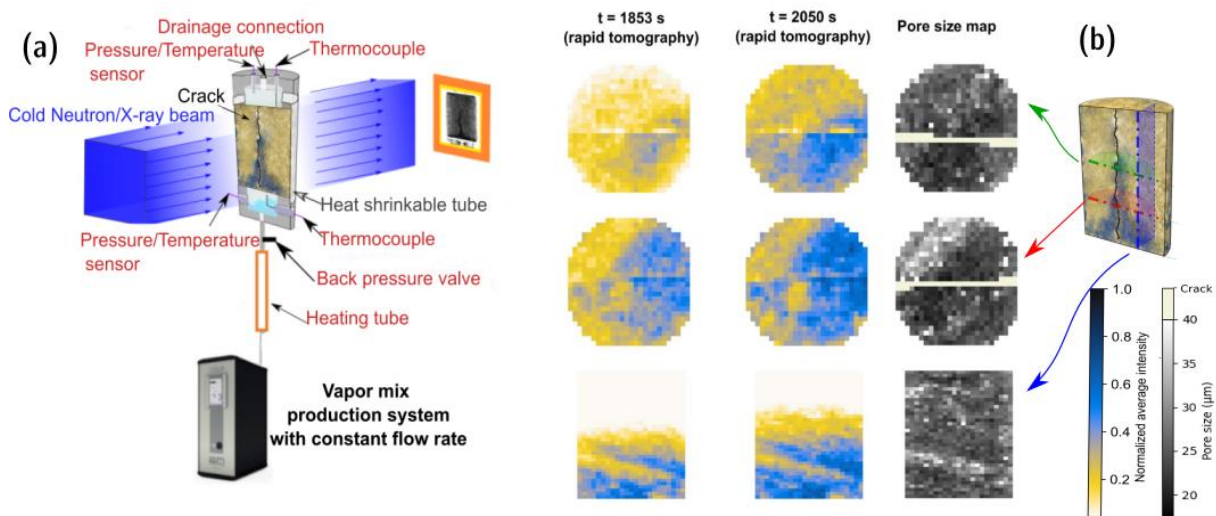 (a)
Drainage connection
Pressure/Temperature
sensor
Thermocouple
Crack
Cold Neutron/X-ray beam
Heat shrinkable tube
Pressure/Temperature
sensor
Thermocouple
Back pressure valve
Heating tube
Vapor mix
production system
with constant flow rate
t = 1853 s
(rapid tomography)
t = 2050 s
(rapid tomography)
Pore size map
(b)
1.0
0.8
0.6
0.4
0.2
Normalized average intensity
Crack
40
35
30
25
20
Pore size (μm)